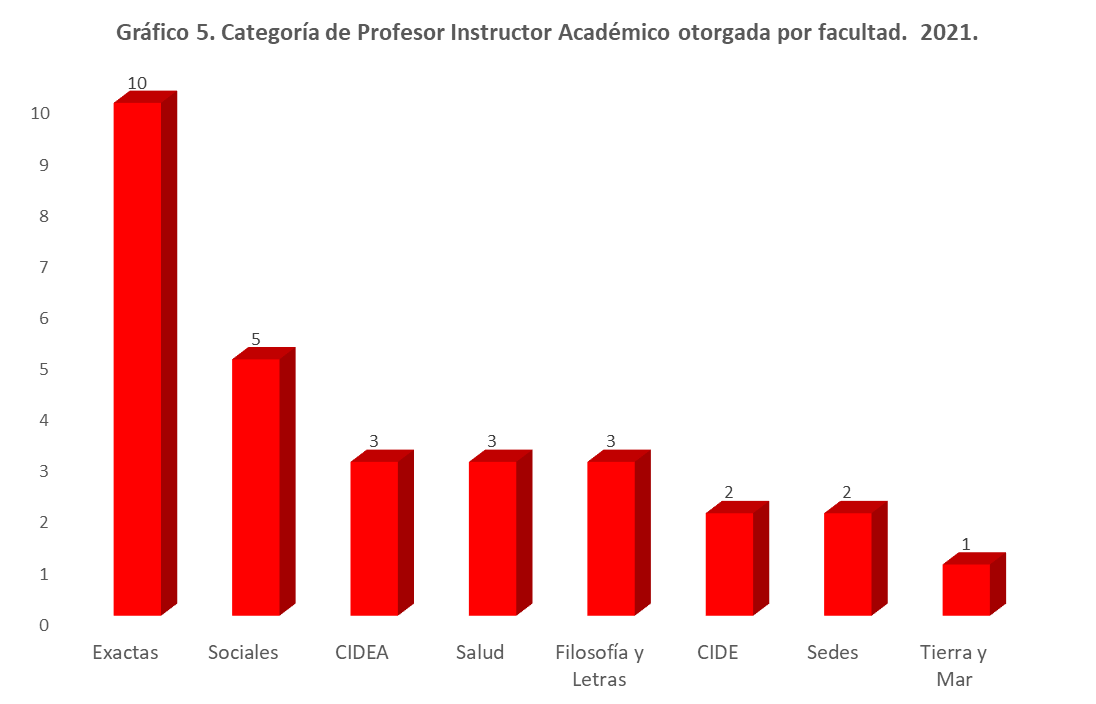 Gráfico 5. Categoría de Profesor Instructor Académico otorgada por facultad.  2021.
10
10
9
8
7
6
5
4
3
2
1
0
5
3
3
3
2
2
1
Exactas
Sociales
CIDEA
Salud
Filosofía y
Letras
CIDE
Sedes
Tierra y
Mar